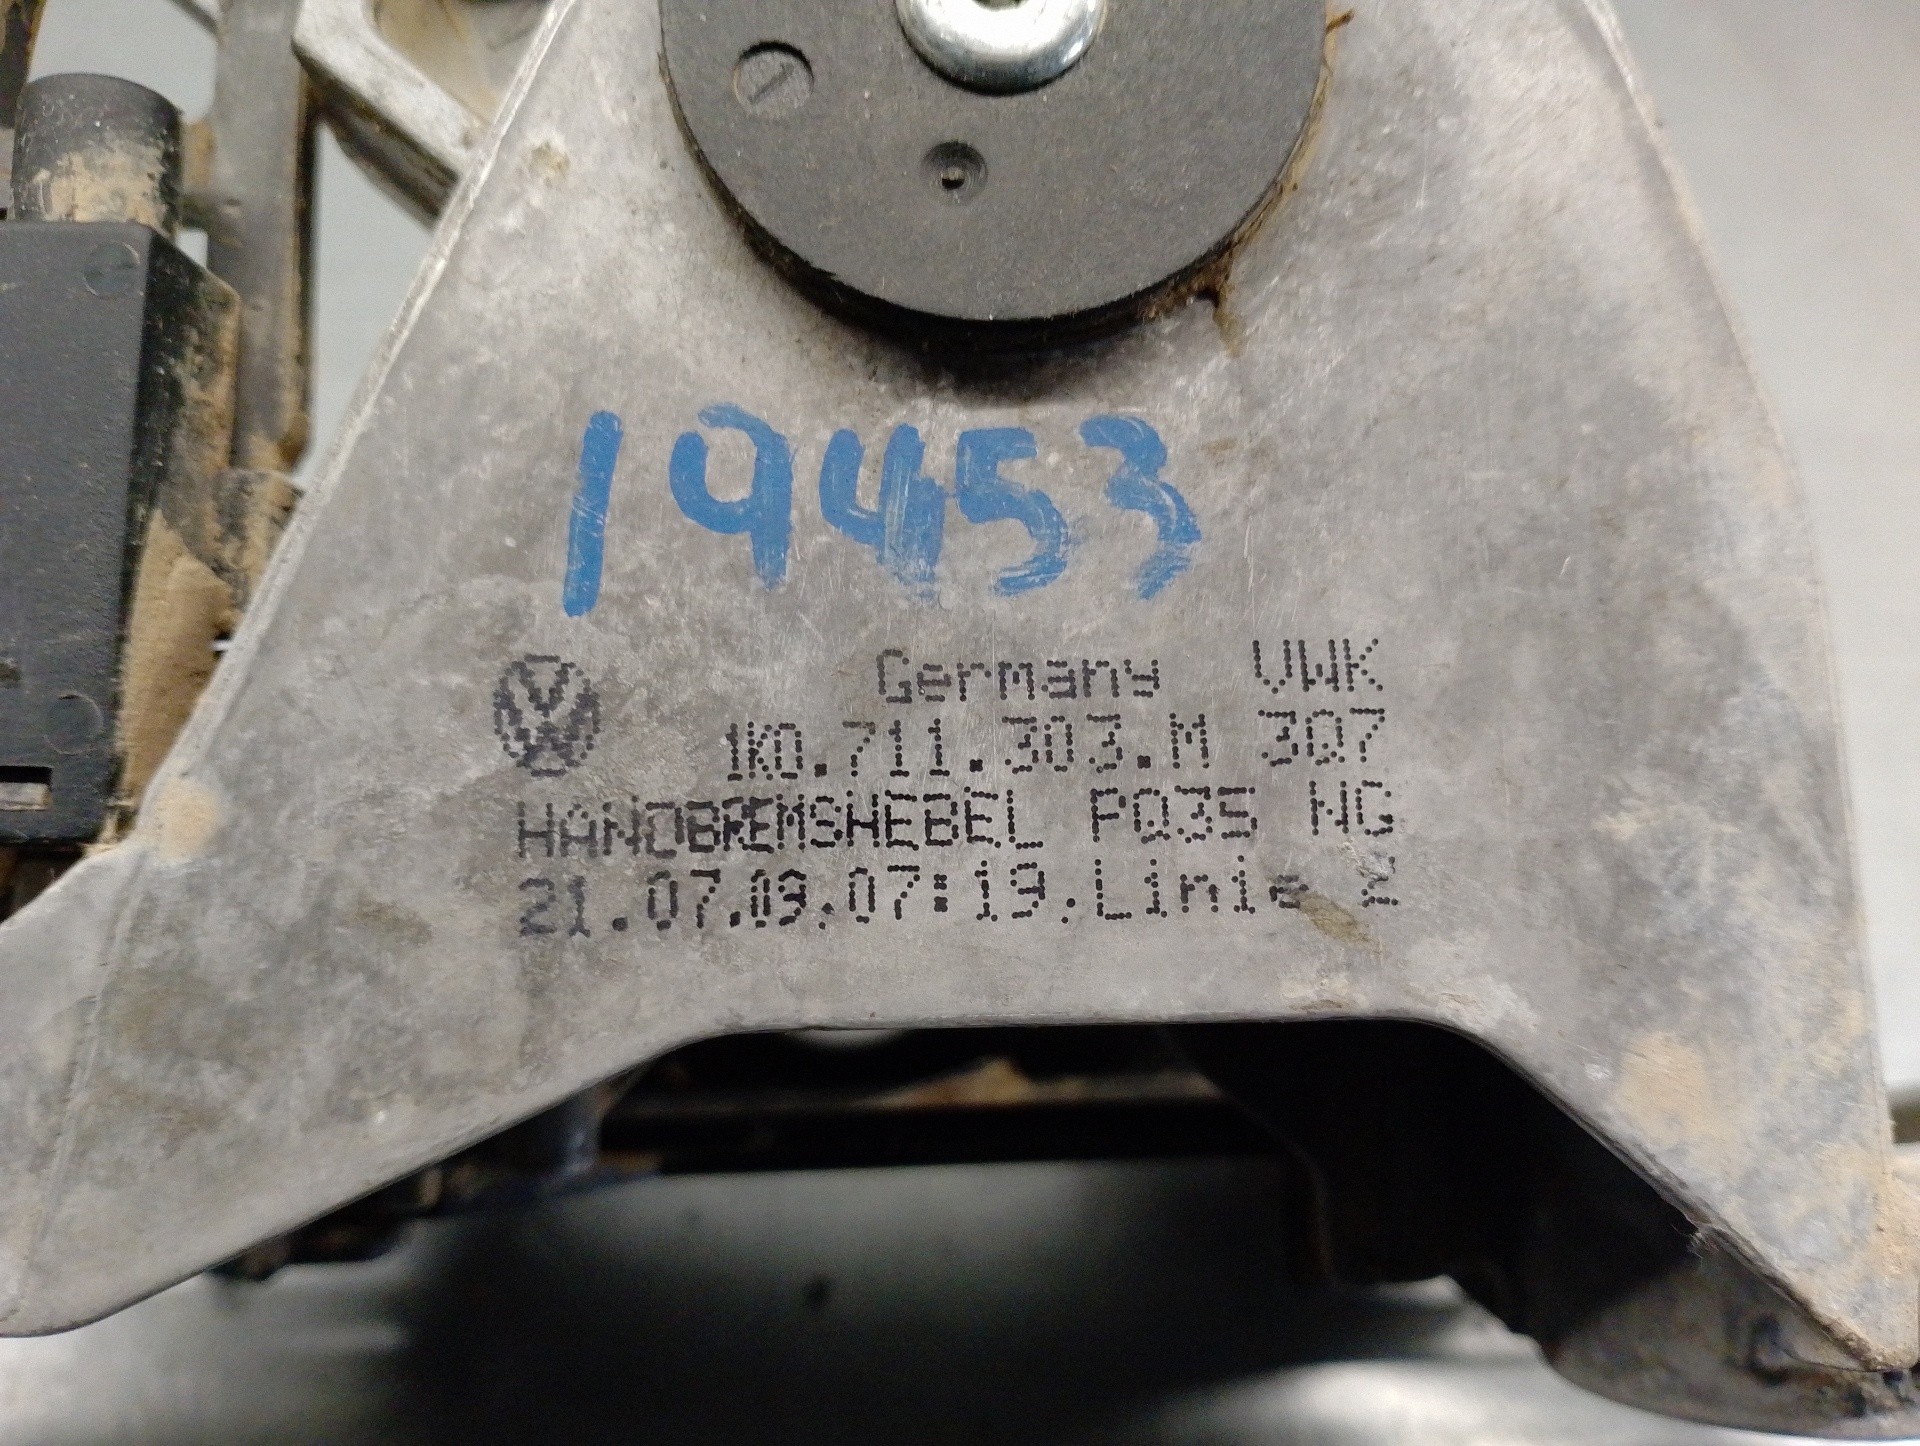 19453
Germany VWK
1K0.711.303.M 3Q7
HANDBREMSHEBEL PQ35 NG
21.07.09.07:19.Linie 2